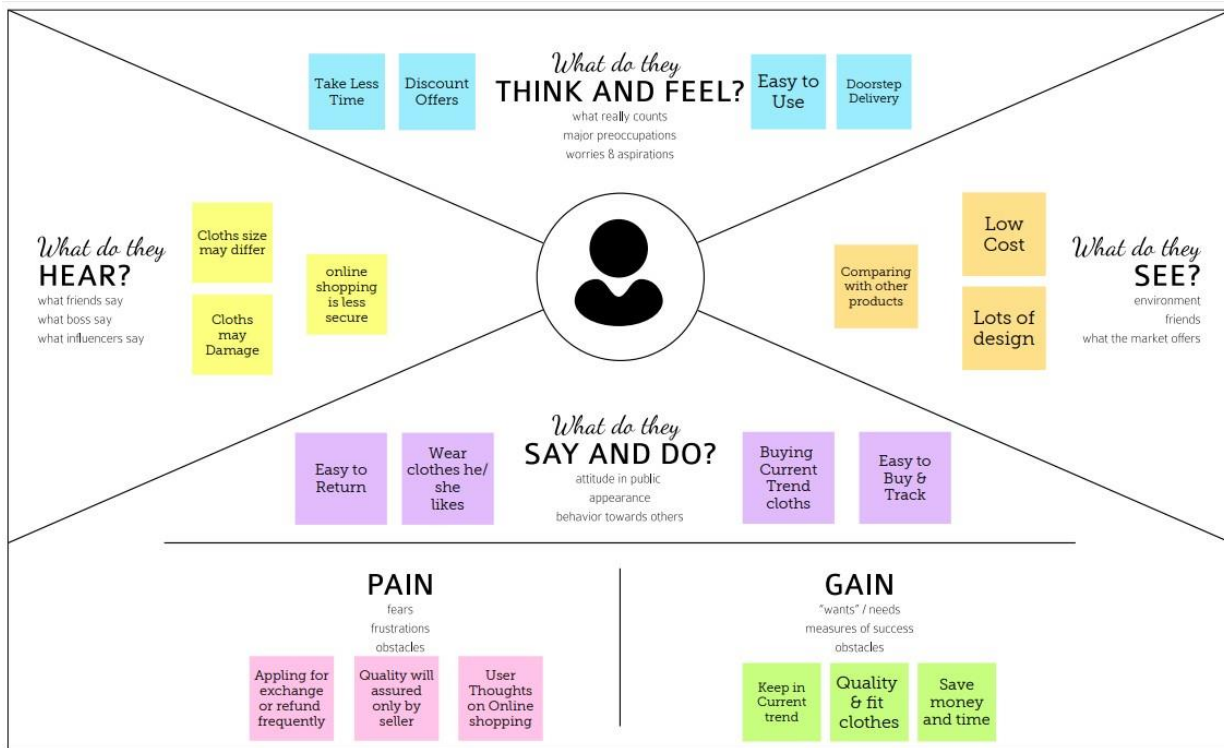 What do they
THINK AND FEEL?
what really counts
major preoccupations
worries & aspirations
Take Less
Time
Discount
Offers
Easy to
Use
Doorstep
Delivery
What do they
HEAR?
what friends say
what boss say
what influencers say
Cloths size
may differ
Cloths
may
Damage
online
shopping
is less
secure
What do they
SEE?
environment
friends
what the market offers
Comparing
with other
products
Low
Cost
Lots of
design
What do they
SAY AND DO?
attitude in public
appearance
behavior towards others
Easy to
Return
Wear
clothes he/
she
likes
Buying
Current
Trend
cloths
Easy to
Buy &
Track
PAIN
fears
frustrations
obstacles
Appling for
exchange
or refund
frequently
Quality will
assured
only by
seller
User
Thoughts
on Online
shopping
GAIN
"wants" / needs
measures of success
obstacles
Keep in
Current
trend
Quality
& fit
clothes
Save
money
and time